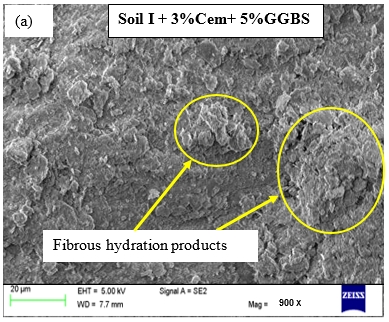 (a)
Soil I + 3%Cem+ 5%GGBS
Fibrous hydration products
20 µm
EHT = 5.00 kV
Signal A = SE2
WD = 7.7 mm
Mag = 900 x
ZEISS